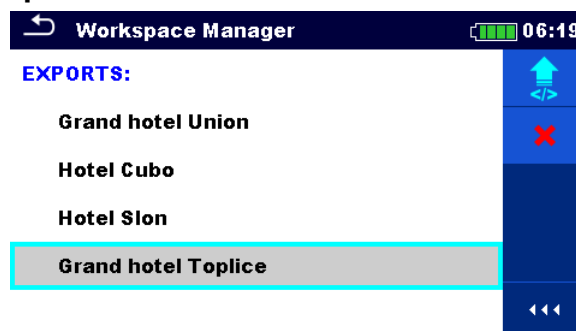 Workspace Manager 06:19
EXPORTS:
</>
Grand hotel Union
Hotel Cubo
Hotel Slon
Grand hotel Toplice